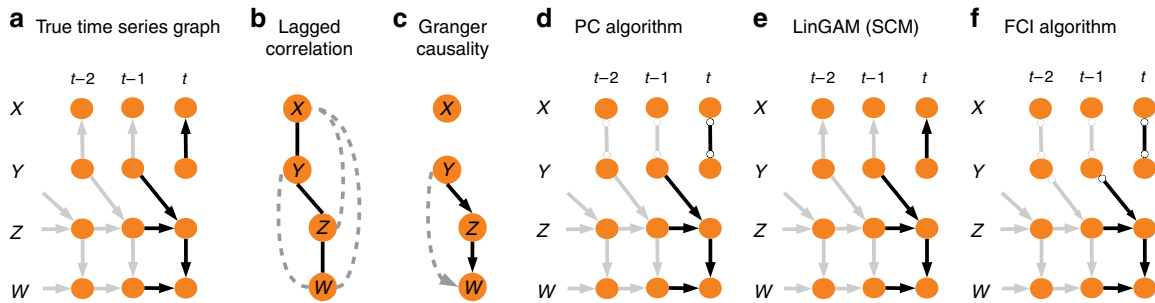 a True time series graph
b Lagged correlation
c Granger causality
d PC algorithm
e LinGAM (SCM)
f FCI algorithm
t–2 t–1 t
X
Y
Z
W
X
Y
Z
W
X
Y
Z
W
t–2 t–1 t
X
Y
Z
W
t–2 t–1 t
X
Y
Z
W
t–2 t–1 t
X
Y
Z
W